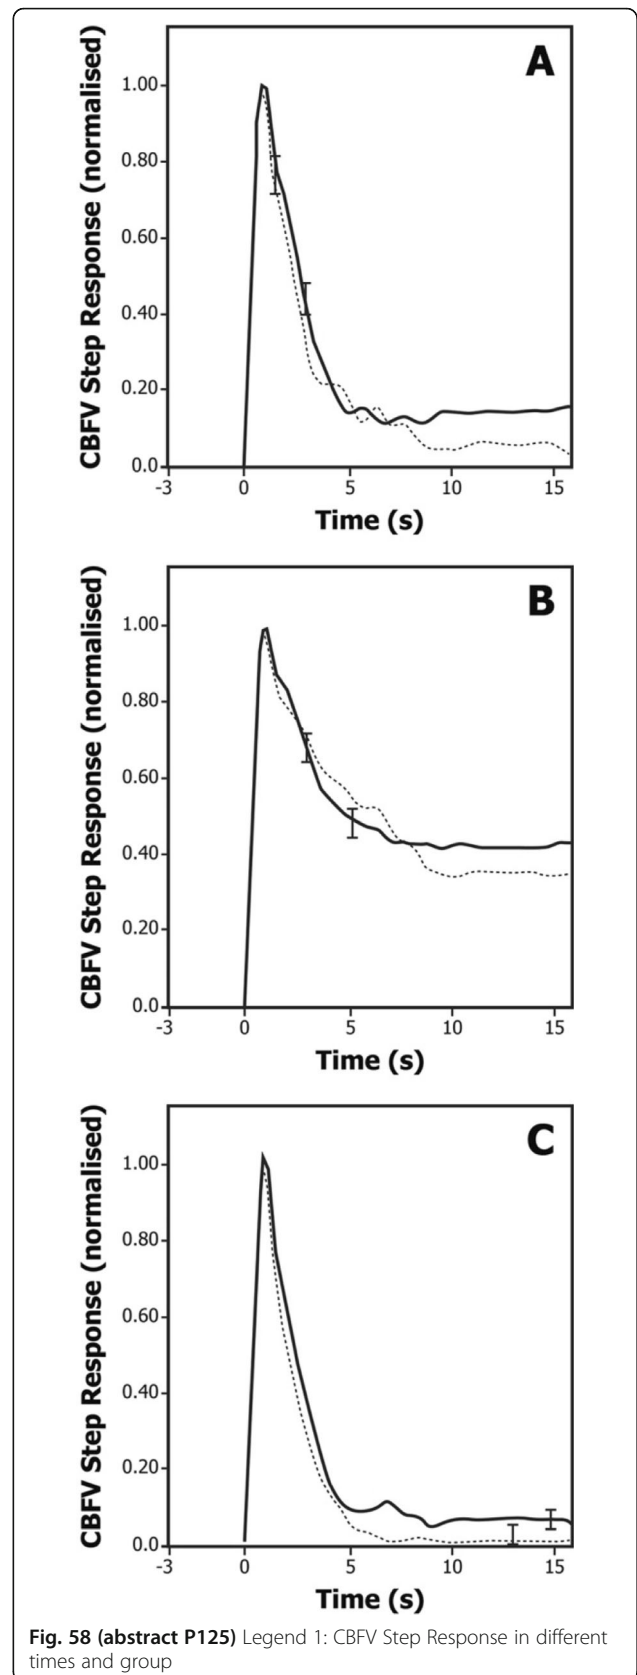 A
CBFV Step Response (normalised)
1.00
0.80
0.60
0.40
0.20
0.0
-3 0 5 10 15
Time (s)
B
CBFV Step Response (normalised)
1.00
0.80
0.60
0.40
0.20
0.0
-3 0 5 10 15
Time (s)
C
CBFV Step Response (normalised)
1.00
0.80
0.60
0.40
0.20
0.0
-3 0 5 10 15
Time (s)
Fig. 58 (abstract P125) Legend 1: CBFV Step Response in different
times and group